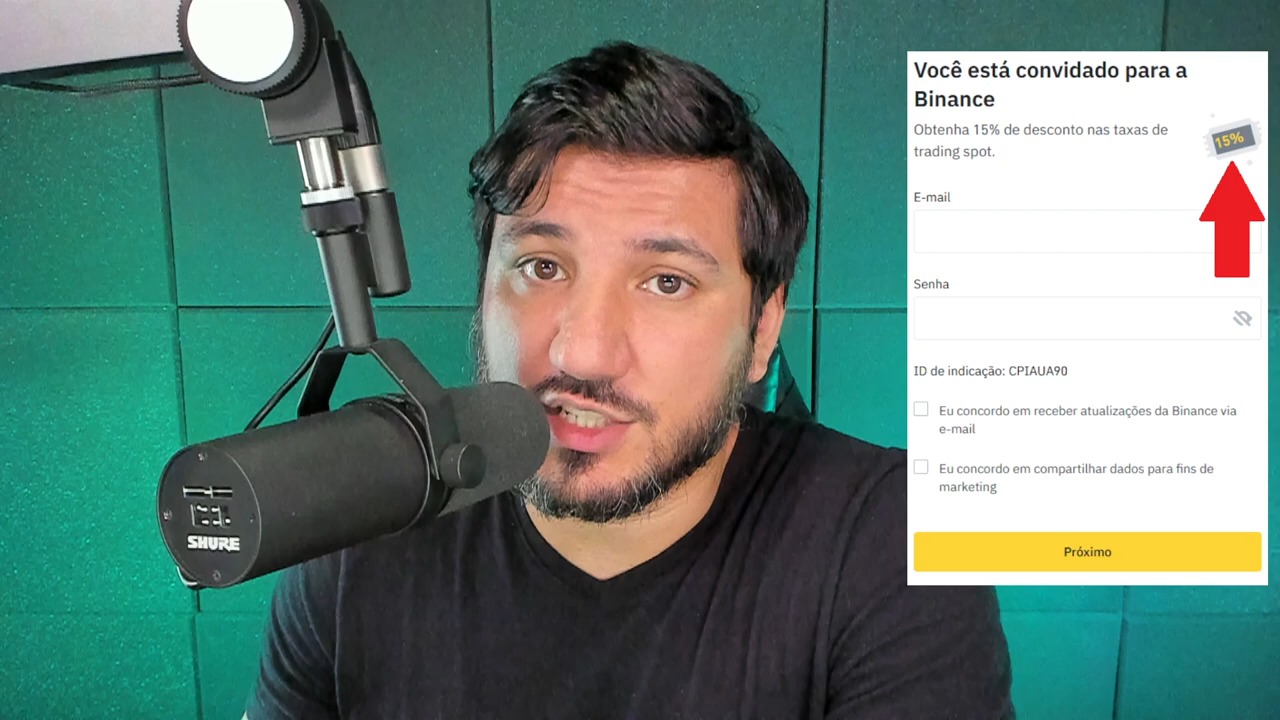 SHURE
Você está convidado para a
Binance
Obtenha 15% de desconto nas taxas de
trading spot.
15%
E-mail
Senha
ID de indicação: CPIAUA90
Eu concordo em receber atualizações da Binance via
e-mail
Eu concordo em compartilhar dados para fins de
marketing
Próximo